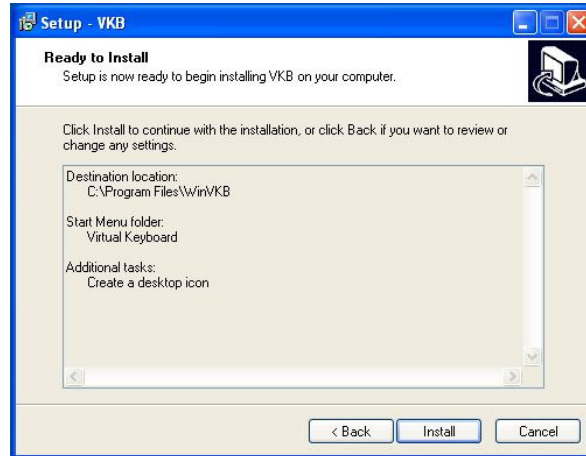 Setup - VKB
Ready to Install
Setup is now ready to begin installing VKB on your computer.
Click Install to continue with the installation, or click Back if you want to review or
change any settings.
Destination location:
C:\Program Files\WinVKB
Start Menu folder:
Virtual Keyboard
Additional tasks:
Create a desktop icon
< Back
Install
Cancel